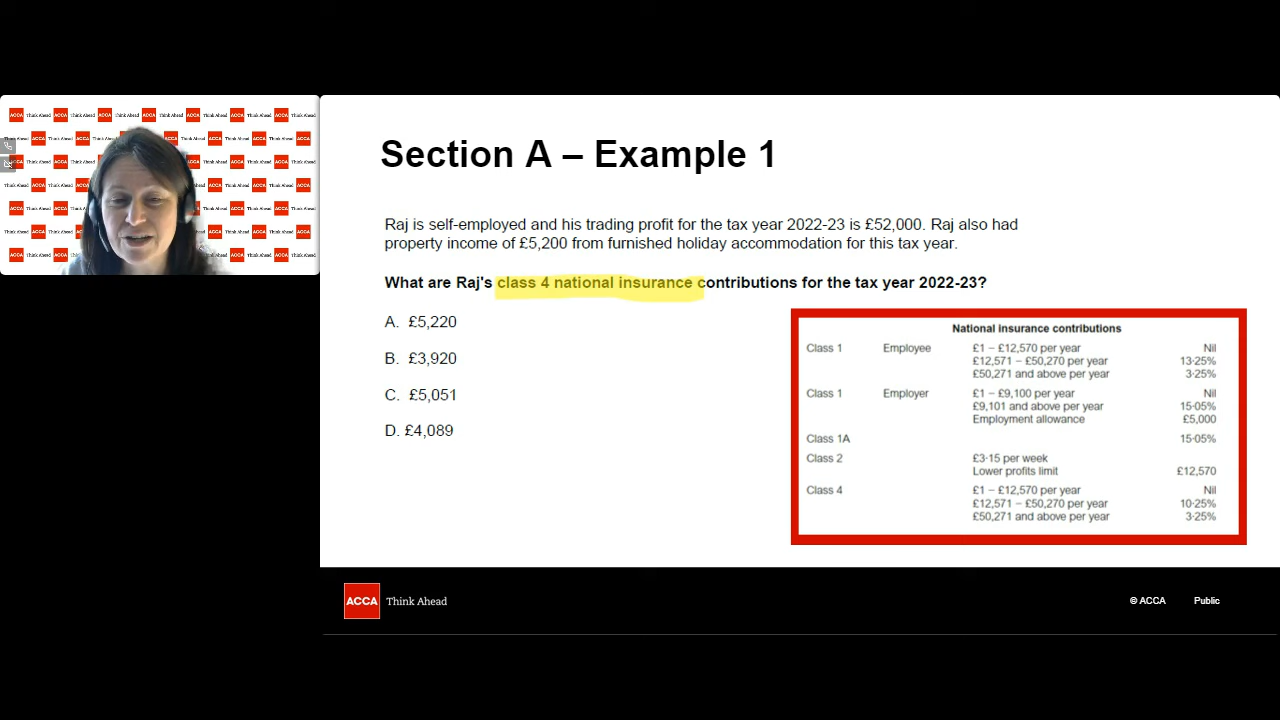 Section A – Example 1
Raj is self-employed and his trading profit for the tax year 2022-23 is £52,000. Raj also had
property income of £5,200 from furnished holiday accommodation for this tax year.
What are Raj's class 4 national insurance contributions for the tax year 2022-23?
A. £5,220
B. £3,920
C. £5,051
D. £4,089
National insurance contributions
Class 1 Employee £1 – £12,570 per year Nil
£12,571 – £50,270 per year 13·25%
£50,271 and above per year 3·25%
Class 1 Employer £1 – £9,100 per year Nil
£9,101 and above per year 15·05%
Employment allowance £5,000
Class 1A 15·05%
Class 2 £3·15 per week
Lower profits limit £12,570
Class 4 £1 – £12,570 per year Nil
£12,571 – £50,270 per year 10·25%
£50,271 and above per year 3·25%
ACCA Think Ahead
© ACCA Public